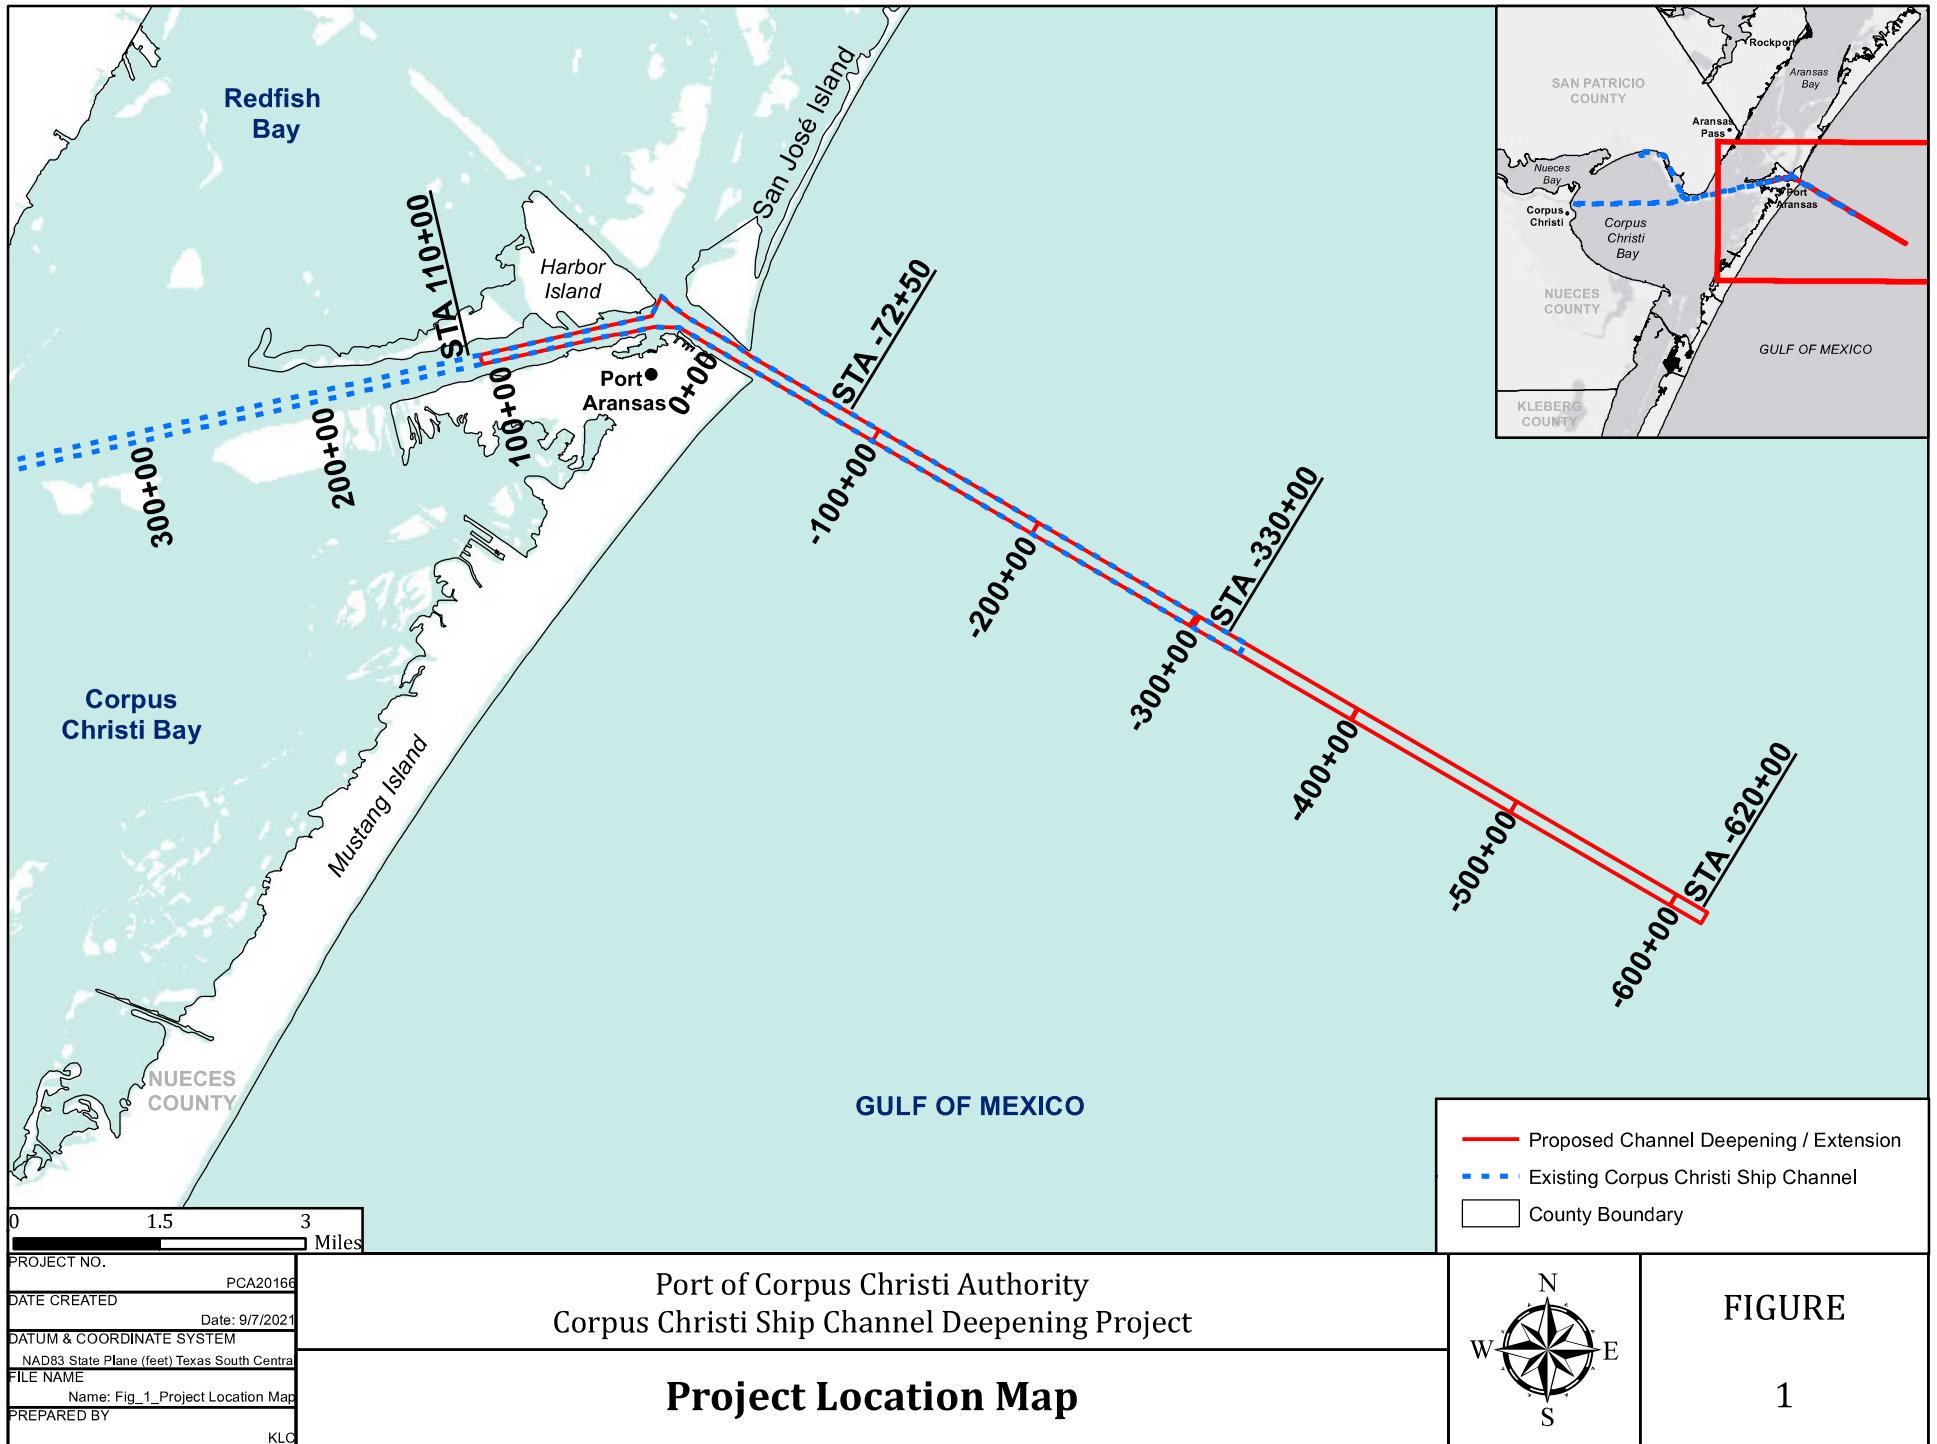 Redfish
Bay
San José Island
Harbor
Island
STA 110+00
STA -72+50
Port
Aransas
0+00
100+00
200+00
300+00
-100+00
-200+00
STA -330+00
-300+00
-400+00
-500+00
STA -620+00
-600+00
Corpus
Christi Bay
Mustang Island
NUECES
COUNTY
GULF OF MEXICO
Rockport
SAN PATRICIO
COUNTY
Aransas
Bay
Aransas
Pass
Nueces
Bay
Port
Aransas
Corpus
Christi
Corpus
Christi
Bay
NUECES
COUNTY
GULF OF MEXICO
KLEBERG
COUNTY
Proposed Channel Deepening / Extension
Existing Corpus Christi Ship Channel
County Boundary
0 1.5 3
Miles
PROJECT NO.
PCA20166
DATE CREATED
Date: 9/7/2021
DATUM & COORDINATE SYSTEM
NAD83 State Plane (feet) Texas South Central
FILE NAME
Name: Fig_1_Project Location Map
PREPARED BY
KLC
Port of Corpus Christi Authority
Corpus Christi Ship Channel Deepening Project
Project Location Map
N
W E
S
FIGURE
1